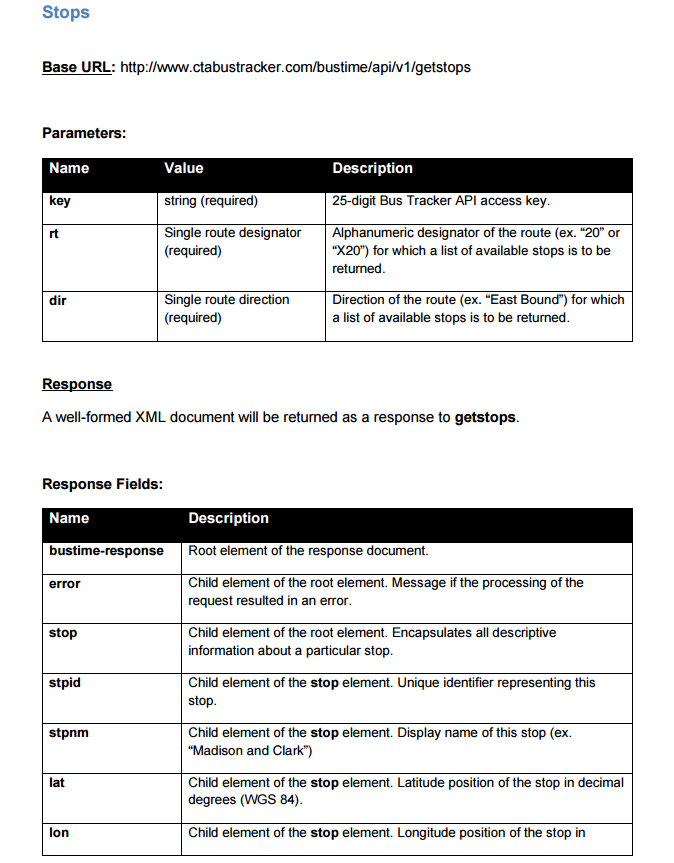 Stops
Base URL: http://www.ctabustracker.com/bustime/api/v1/getstops
Parameters:
Name Value Description
key string (required) 25-digit Bus Tracker API access key.
rt Single route designator Alphanumeric designator of the route (ex. “20” or
(required) “X20”) for which a list of available stops is to be
returned.
dir Single route direction Direction of the route (ex. “East Bound”) for which
(required) a list of available stops is to be returned.
Response
A well-formed XML document will be returned as a response to getstops.
Response Fields:
Name Description
bustime-response Root element of the response document.
error Child element of the root element. Message if the processing of the
request resulted in an error.
stop Child element of the root element. Encapsulates all descriptive
information about a particular stop.
stpid Child element of the stop element. Unique identifier representing this
stop.
stpnm Child element of the stop element. Display name of this stop (ex.
“Madison and Clark”)
lat Child element of the stop element. Latitude position of the stop in decimal
degrees (WGS 84).
lon Child element of the stop element. Longitude position of the stop in